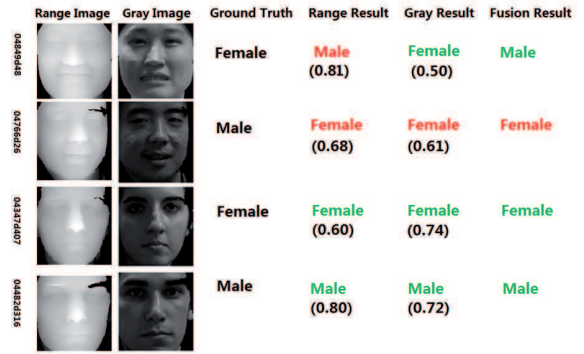 Range Image Gray Image Ground Truth Range Result Gray Result Fusion Result
04849d48
Female Male Female Male
(0.81) (0.50)
04766d26
Male Female Female Female
(0.68) (0.61)
04347d407
Female Female Female Female
(0.60) (0.74)
04482d316
Male Male Male Male
(0.80) (0.72)